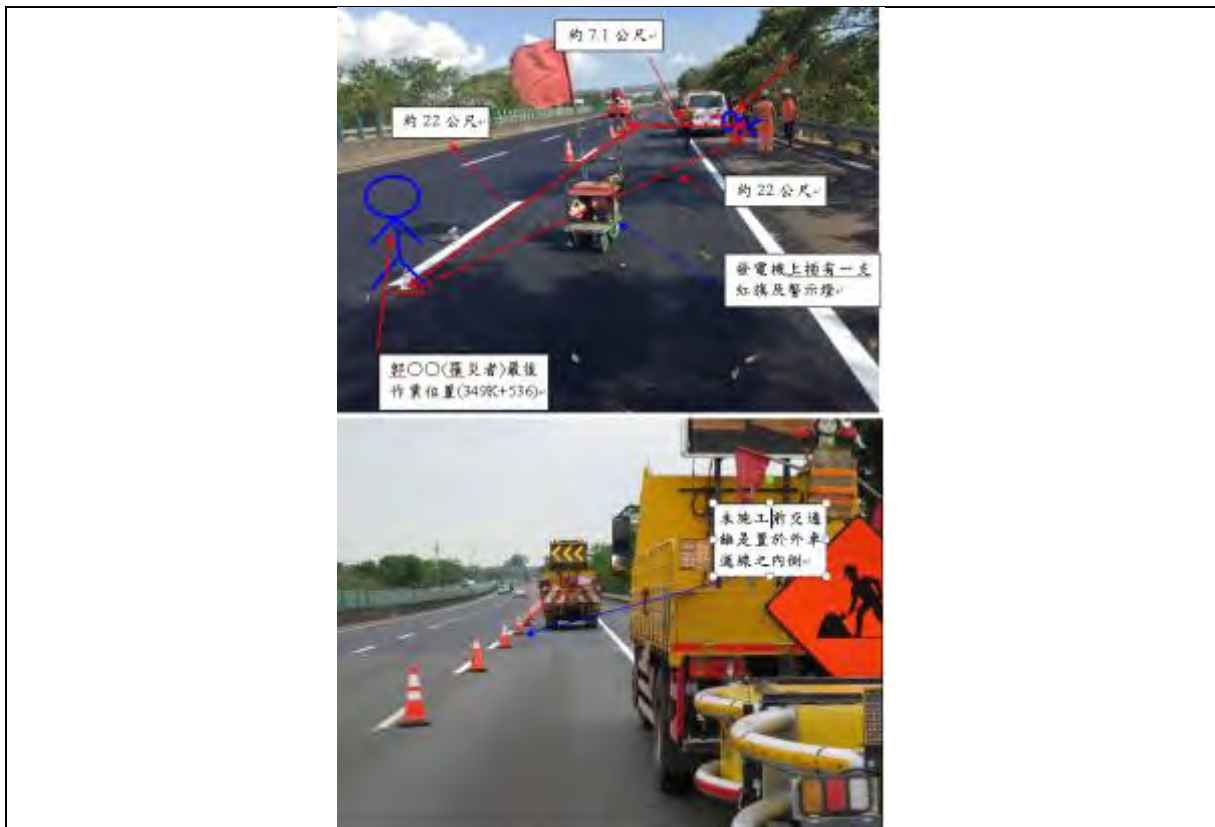 約 7.1 公尺
約 22 公尺
約 22 公尺
發電機上插有一支
紅旗及警示燈
郭○○(罹災者)最後
作業位置(349K+536)
未施工前交通
錐是置於外車
道線之內側